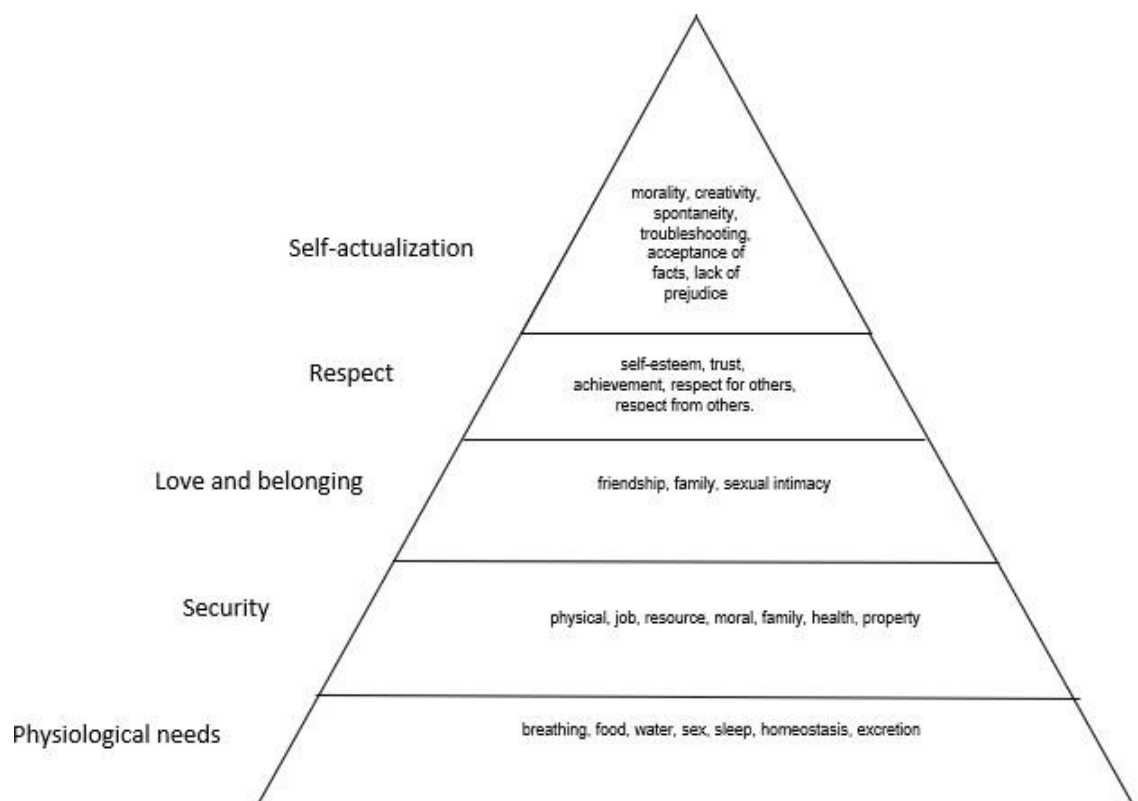 morality, creativity,
spontaneity,
troubleshooting,
acceptance of
facts, lack of
prejudice
Self-actualization
self-esteem, trust,
achievement, respect for others,
respect from others.
Respect
friendship, family, sexual intimacy
Love and belonging
physical, job, resource, moral, family, health, property
Security
breathing, food, water, sex, sleep, homeostasis, excretion
Physiological needs